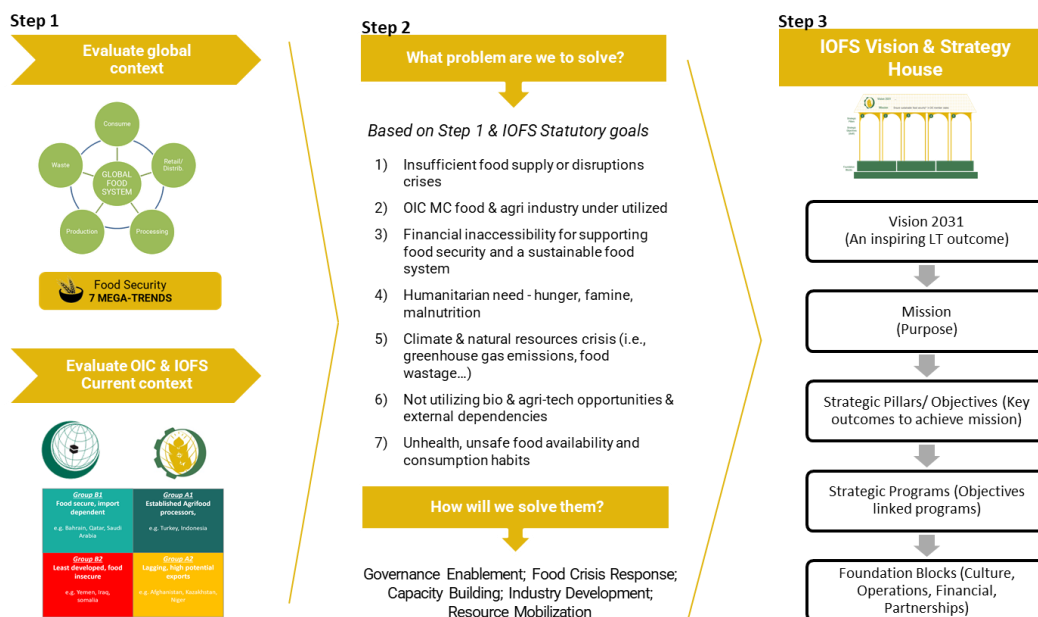 Step 1
Evaluate global
context
Consume
Waste
Retail/
Distrib.
GLOBAL
FOOD
SYSTEM
Production
Processing
Food Security
7 MEGA-TRENDS
Evaluate OIC & IOFS
Current context
Group B1
Food secure, import
dependent
e.g. Bahrain, Qatar, Saudi
Arabia
Group A1
Established Agrifood
processors,
e.g. Turkey, Indonesia
Group B2
Least developed, food
insecure
e.g. Yemen, Iraq,
somalia
Group A2
Lagging, high potential
exports
e.g. Afghanistan, Kazakhstan,
Niger
Step 2
What problem are we to solve?
Based on Step 1 & IOFS Statutory goals
1) Insufficient food supply or disruptions
crises
2) OIC MC food & agri industry under utilized
3) Financial inaccessibility for supporting
food security and a sustainable food
system
4) Humanitarian need - hunger, famine,
malnutrition
5) Climate & natural resources crisis (i.e.,
greenhouse gas emissions, food
wastage…)
6) Not utilizing bio & agri-tech opportunities &
external dependencies
7) Unhealth, unsafe food availability and
consumption habits
How will we solve them?
Governance Enablement; Food Crisis Response;
Capacity Building; Industry Development;
Resource Mobilization
Step 3
IOFS Vision & Strategy
House
Vision 2031
(An inspiring LT outcome)
Mission
(Purpose)
Strategic Pillars/ Objectives (Key
outcomes to achieve mission)
Strategic Programs (Objectives
linked programs)
Foundation Blocks (Culture,
Operations, Financial,
Partnerships)